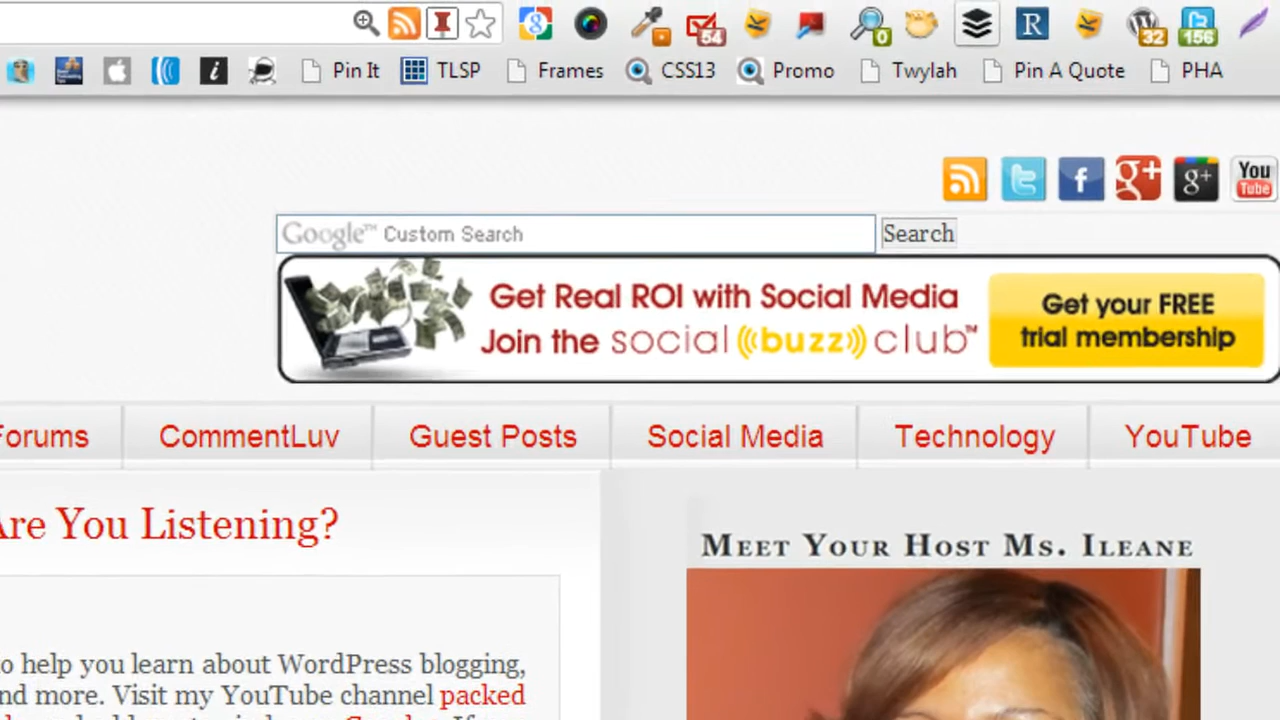 54 0 R 32 156
i Pin It TLSP Frames CSS13 Promo Twylah Pin A Quote PHA
f g+ g+ You Tube
Google™ Custom Search Search
Get Real ROI with Social Media
Join the social ((buzz)) club™
Get your FREE
trial membership
Forums CommentLuv Guest Posts Social Media Technology YouTube
Are You Listening?
Meet Your Host Ms. Ileane
to help you learn about WordPress blogging,
nd more. Visit my YouTube channel packed